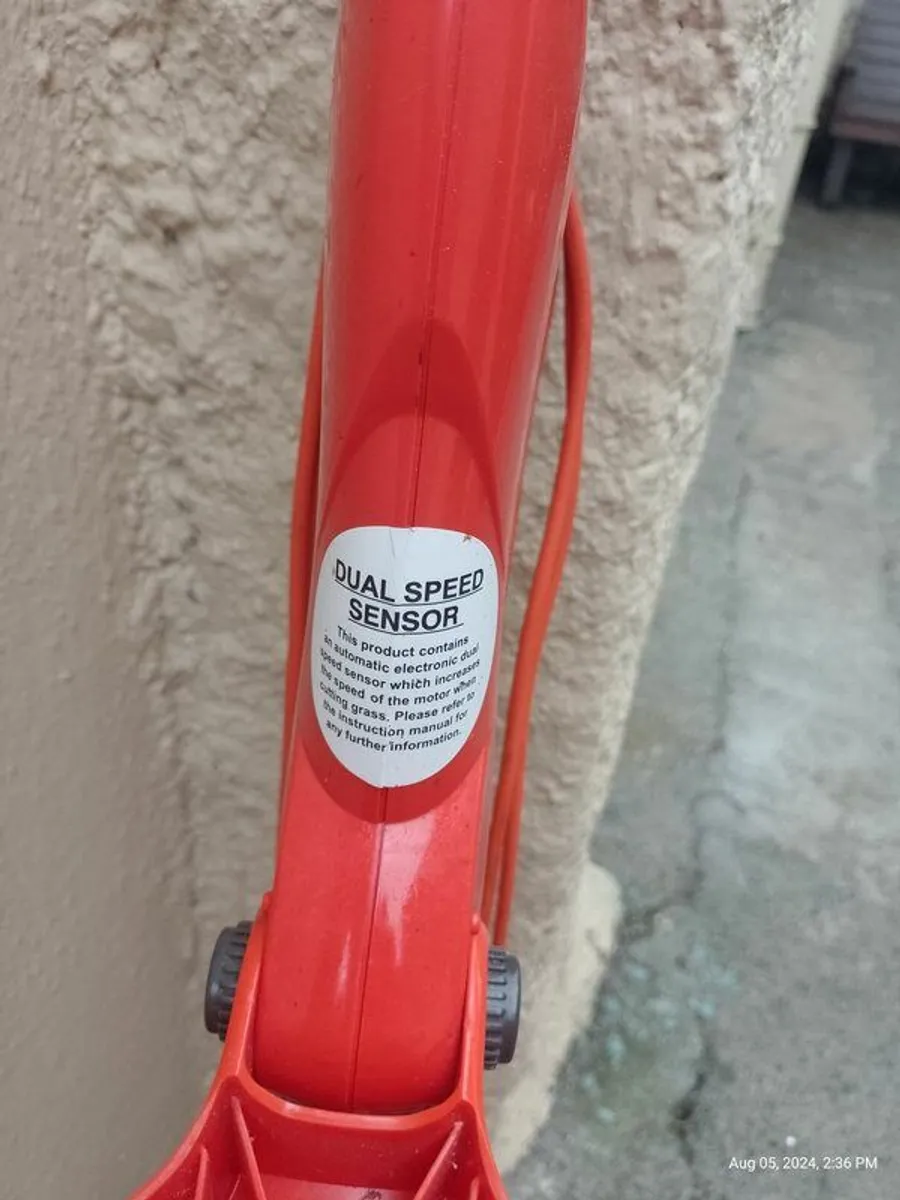 DUAL SPEED
SENSOR
This product contains
an automatic electronic dual
speed sensor which increases
the speed of the motor when
cutting grass. Please refer to
the instruction manual for
any further information.
Aug 05, 2024, 2:36 PM